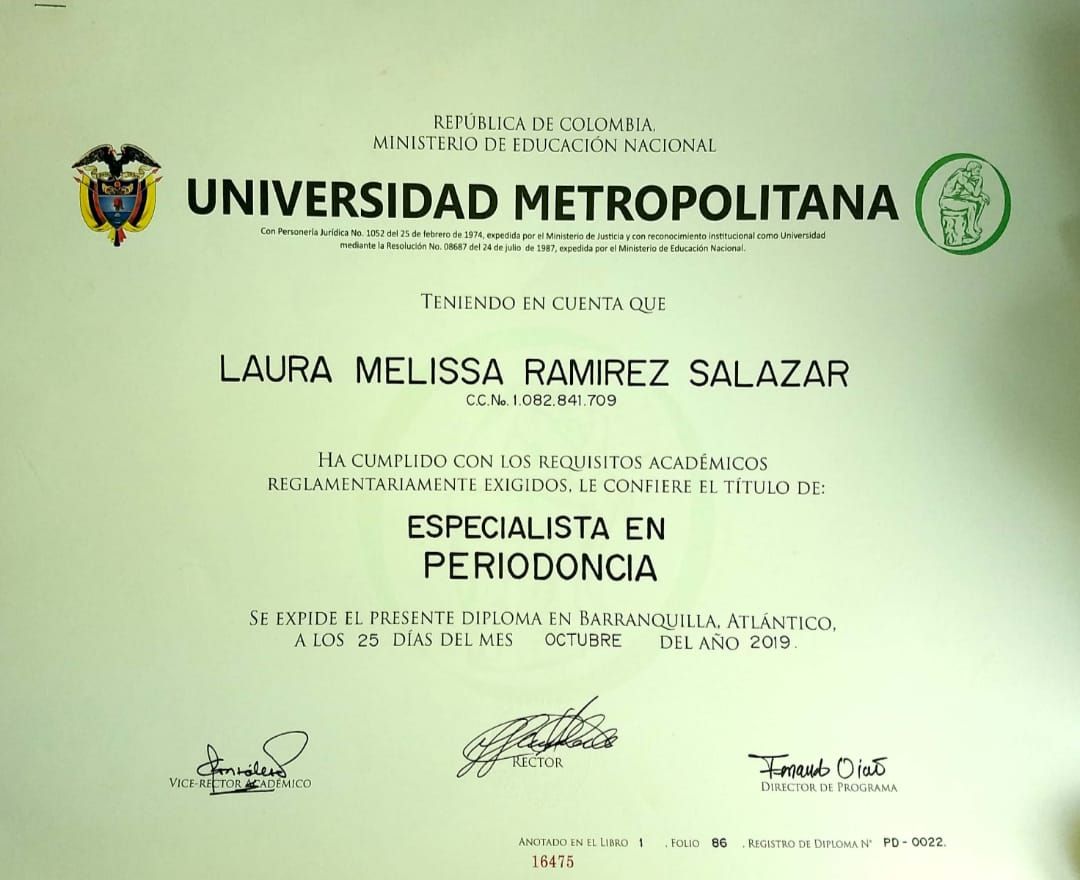 REPÚBLICA DE COLOMBIA,
MINISTERIO DE EDUCACIÓN NACIONAL
UNIVERSIDAD METROPOLITANA
Con Personería Jurídica No. 1052 del 25 de febrero de 1974, expedida por el Ministerio de Justicia y con reconocimiento institucional como Universidad
mediante la Resolución No. 08687 del 24 de julio de 1987, expedida por el Ministerio de Educación Nacional.
TENIENDO EN CUENTA QUE
LAURA MELISSA RAMIREZ SALAZAR
C.C.No. 1.082.841.709
HA CUMPLIDO CON LOS REQUISITOS ACADÉMICOS
REGLAMENTARIAMENTE EXIGIDOS, LE CONFIERE EL TÍTULO DE:
ESPECIALISTA EN
PERIODONCIA
SE EXPIDE EL PRESENTE DIPLOMA EN BARRANQUILLA, ATLÁNTICO,
A LOS 25 DÍAS DEL MES OCTUBRE DEL AÑO 2019.
VICE-RECTOR ACADÉMICO
RECTOR
DIRECTOR DE PROGRAMA
ANOTADO EN EL LIBRO 1 . FOLIO 86 . REGISTRO DE DIPLOMA N° PD - 0022.
16475